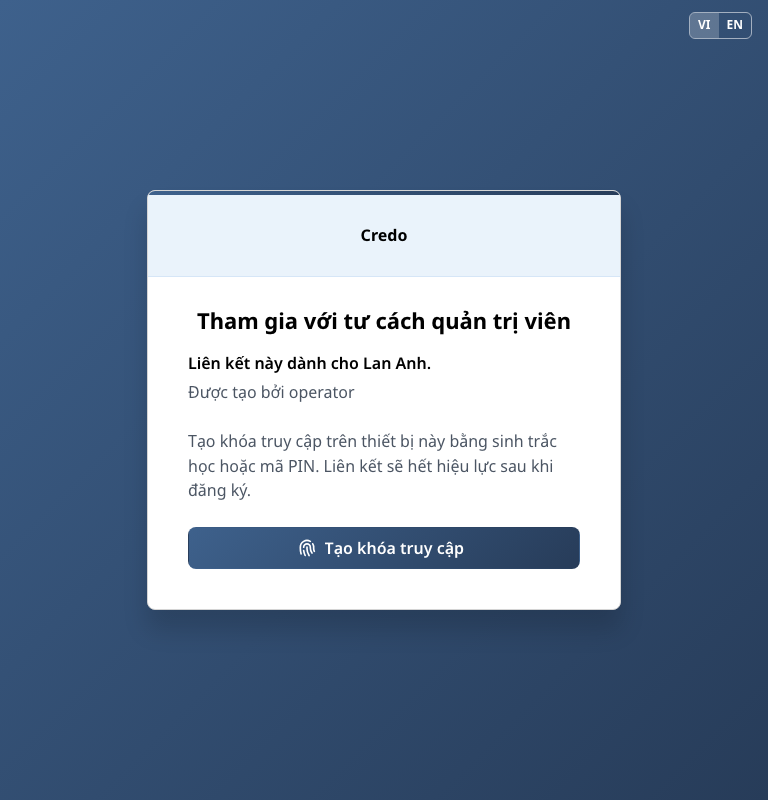 VI EN
Credo
Tham gia với tư cách quản trị viên
Liên kết này dành cho Lan Anh.
Được tạo bởi operator
Tạo khóa truy cập trên thiết bị này bằng sinh trắc
học hoặc mã PIN. Liên kết sẽ hết hiệu lực sau khi
đăng ký.
Tạo khóa truy cập